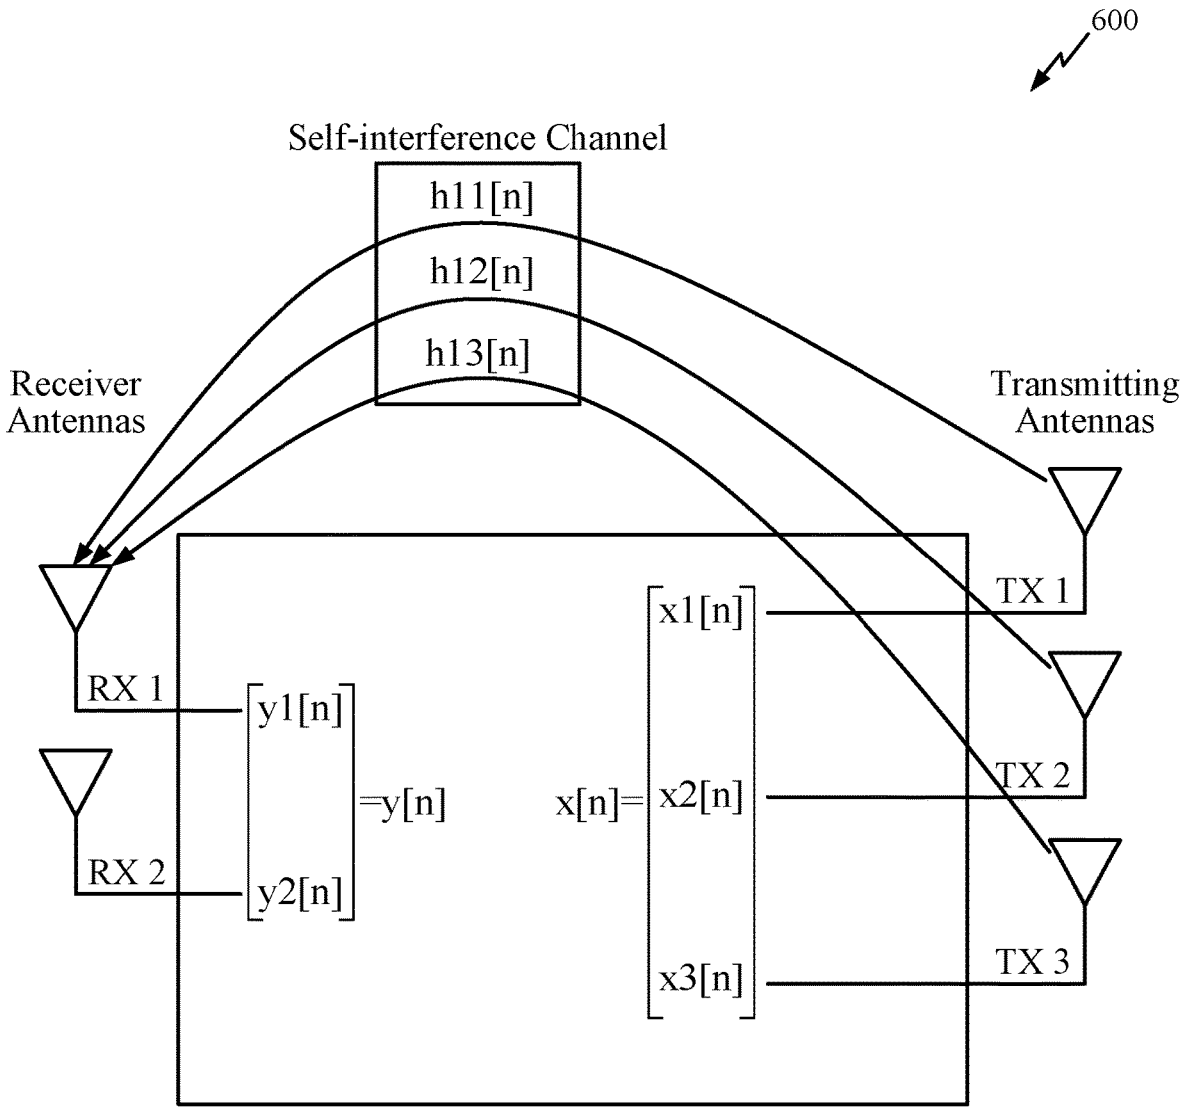 600
Self-interference Channel
h11[n]
h12[n]
h13[n]
Receiver
Antennas
Transmitting
Antennas
TX 1
x1[n]
RX 1
y1[n]
TX 2
=y[n]
x[n]=
x2[n]
RX 2
y2[n]
TX 3
x3[n]